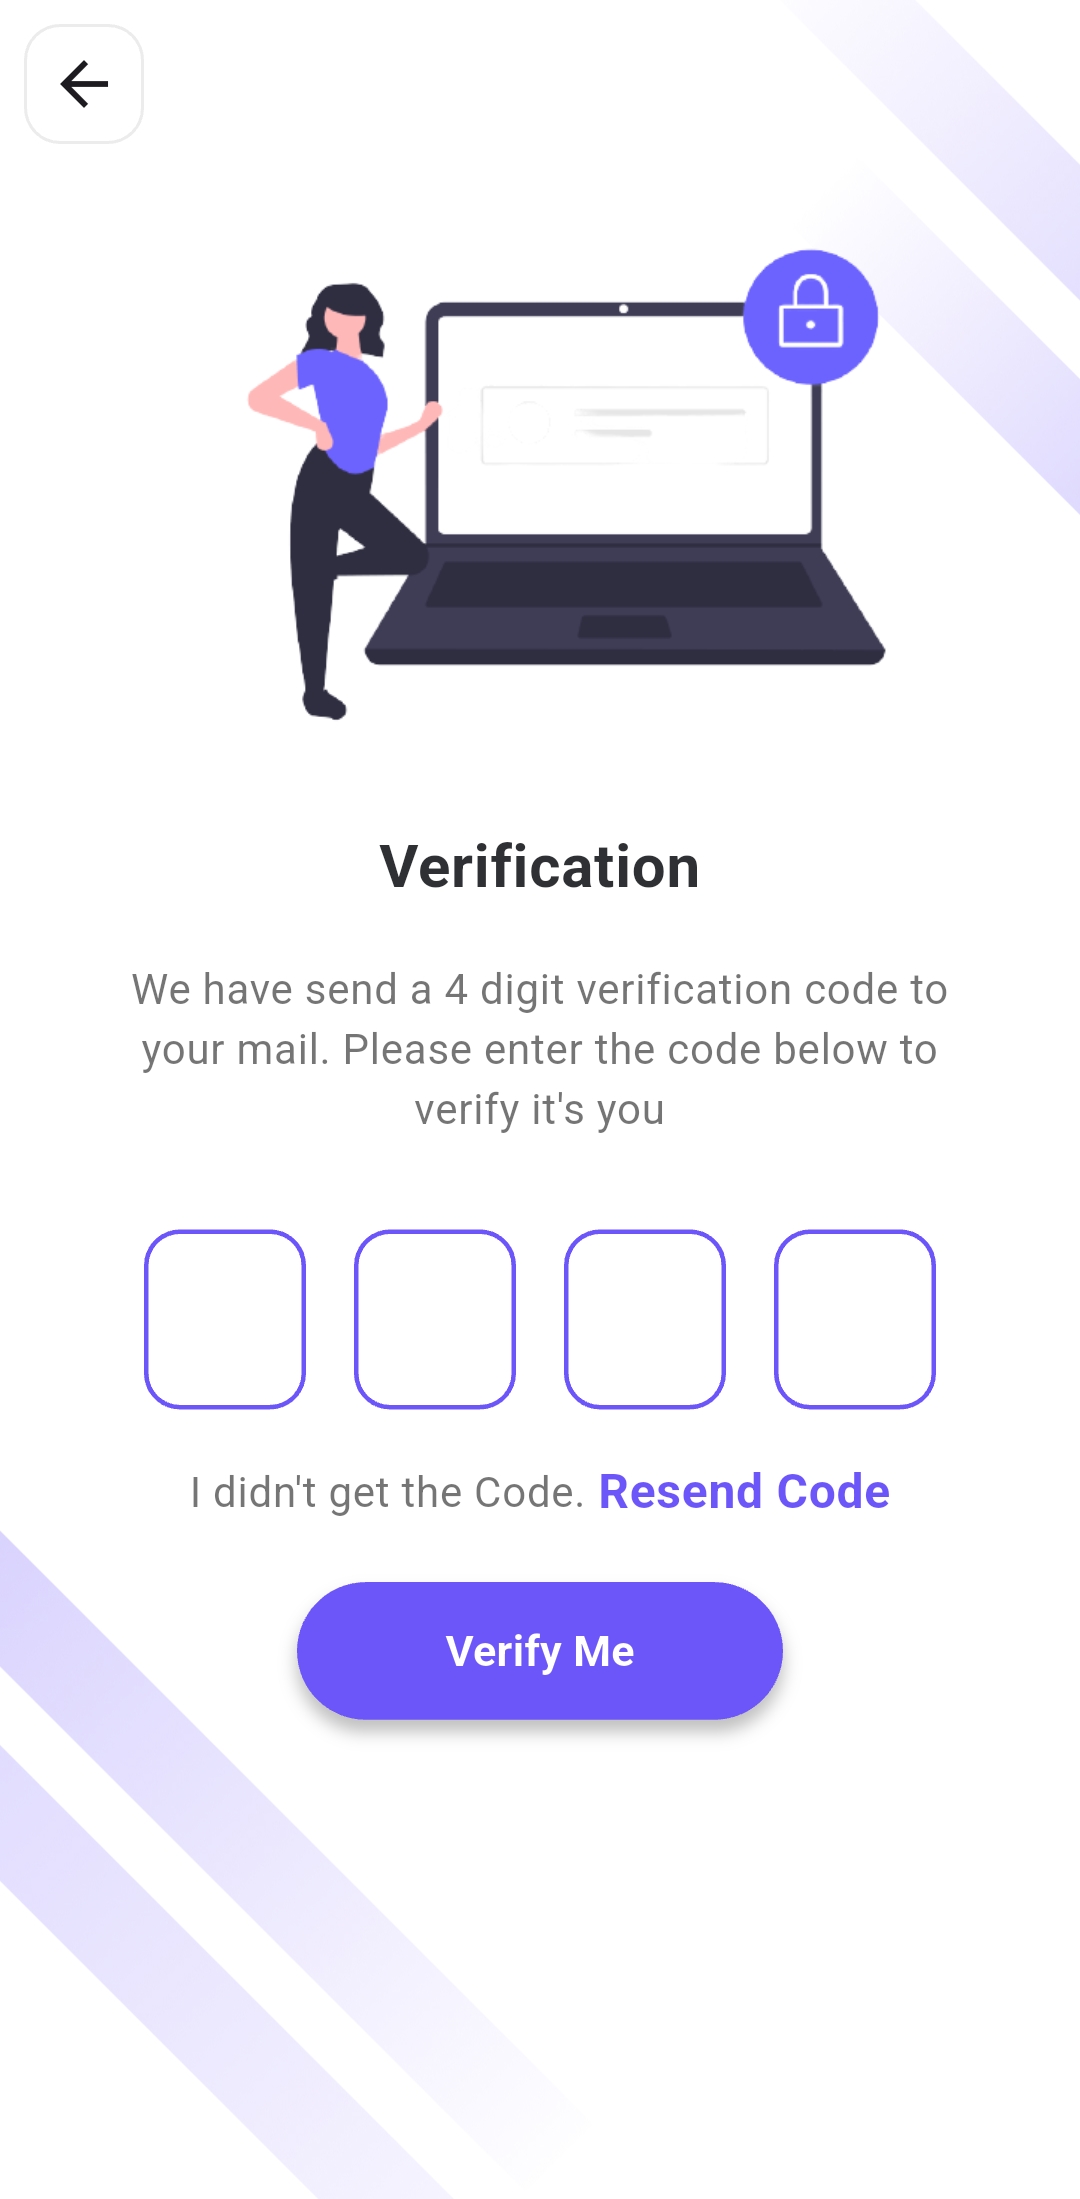 Verification
We have send a 4 digit verification code to
your mail. Please enter the code below to
verify it's you
I didn't get the Code. Resend Code
Verify Me